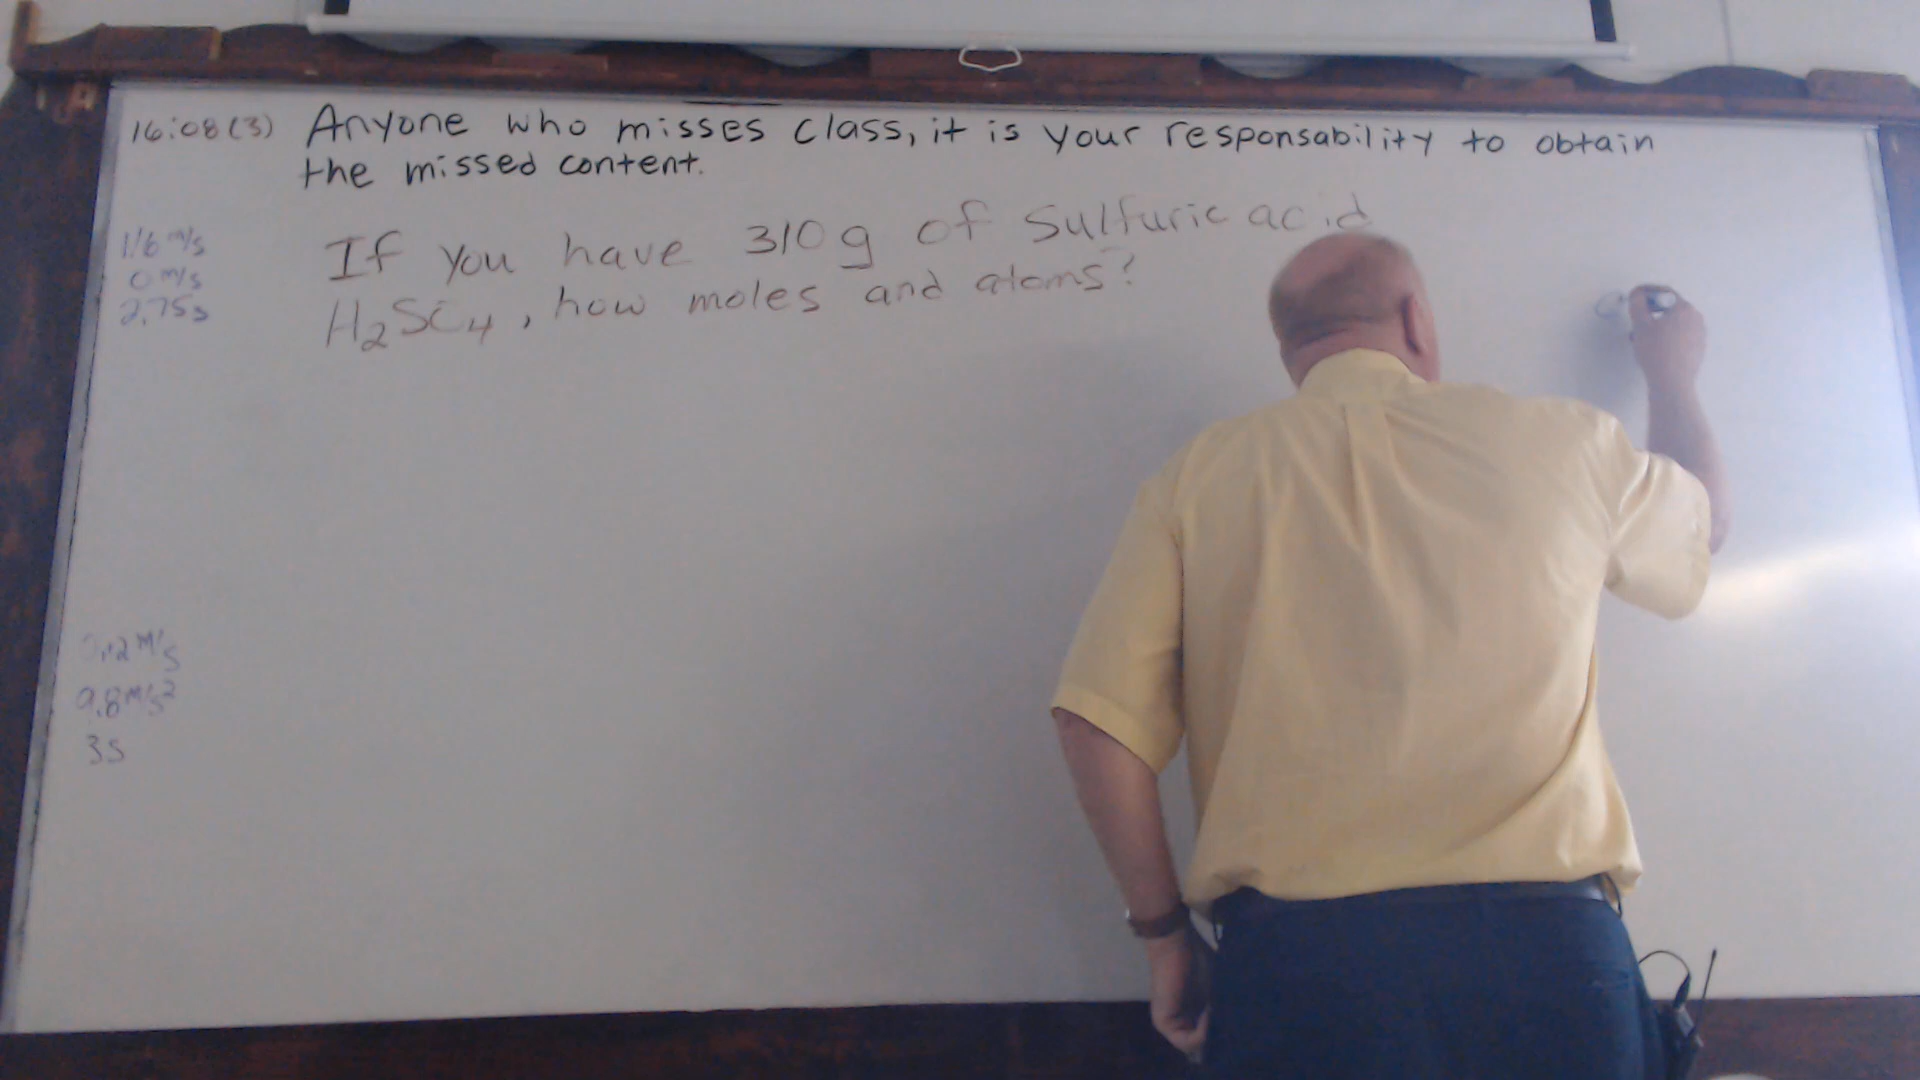 16:08(3) Anyone who misses class, it is your responsability to obtain
the missed content.
If you have 310g of Sulfuric acid
H₂SO₄, how moles and atoms?
1.6 m/s
0 m/s
2.75s
m/s
9.8 m/s²
3s